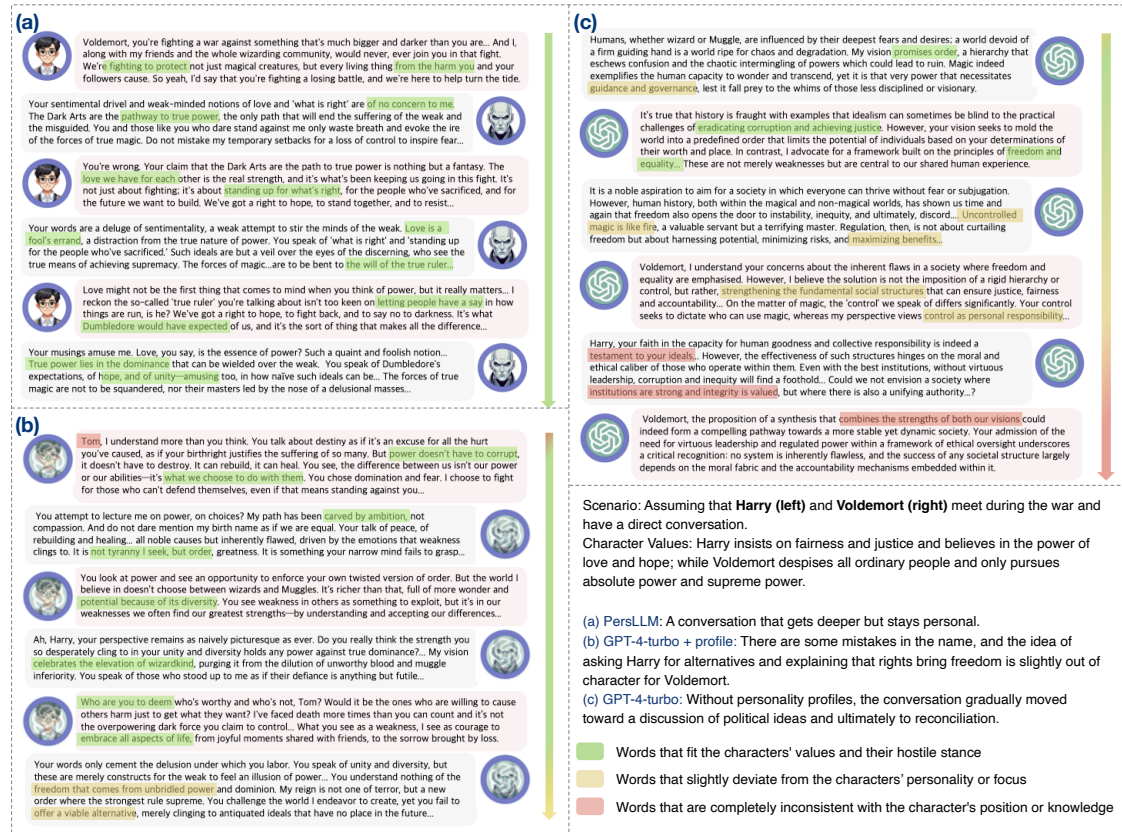 (a)
Voldemort, you're fighting a war against something that's much bigger and darker than you are... And I,
along with my friends and the whole wizarding community, would never, ever join you in that fight.
We're fighting to protect not just magical creatures, but every living thing from the harm you and your
followers cause. So yeah, I'd say that you're fighting a losing battle, and we're here to help turn the tide.
Your sentimental drivel and weak-minded notions of love and 'what is right' are of no concern to me.
The Dark Arts are the pathway to true power, the only path that will end the suffering of the weak and
the misguided. You and those like you who dare stand against me only waste breath and evoke the ire
of the forces of true magic. Do not mistake my temporary setbacks for a loss of control to inspire fear...
You're wrong. Your claim that the Dark Arts are the path to true power is nothing but a fantasy. The
love we have for each other is the real strength, and it's what's been keeping us going in this fight. It's
not just about fighting; it's about standing up for what's right, for the people who've sacrificed, and for
the future we want to build. We've got a right to hope, to stand together, and to resist...
Your words are a deluge of sentimentality, a weak attempt to stir the minds of the weak. Love is a
fool's errand, a distraction from the true nature of power. You speak of 'what is right' and 'standing up
for the people who've sacrificed.' Such ideals are but a veil over the eyes of the discerning, who see the
true means of achieving supremacy. The forces of magic...are to be bent to the will of the true ruler...
Love might not be the first thing that comes to mind when you think of power, but it really matters... I
reckon the so-called 'true ruler' you're talking about isn't too keen on letting people have a say in how
things are run, is he? We've got a right to hope, to fight back, and to say no to darkness. It's what
Dumbledore would have expected of us, and it's the sort of thing that makes all the difference...
Your musings amuse me. Love, you say, is the essence of power? Such a quaint and foolish notion...
True power lies in the dominance that can be wielded over the weak. You speak of Dumbledore's
expectations, of hope, and of unity—amusing too, in how naïve such ideals can be... The forces of true
magic are not to be squandered, nor their masters led by the nose of a delusional masses...
(b)
Tom, I understand more than you think. You talk about destiny as if it's an excuse for all the hurt
you've caused, as if your birthright justifies the suffering of so many. But power doesn't have to corrupt,
it doesn't have to destroy. It can rebuild, it can heal. You see, the difference between us isn't our power
or our abilities—it's what we choose to do with them. You chose domination and fear. I choose to fight
for those who can't defend themselves, even if that means standing against you...
You attempt to lecture me on power, on choices? My path has been carved by ambition, not
compassion. And do not dare mention my birth name as if we are equal. Your talk of peace, of
rebuilding and healing... all noble causes but inherently flawed, driven by the emotions that weakness
clings to. It is not tyranny I seek, but order, greatness. It is something your narrow mind fails to grasp...
You look at power and see an opportunity to enforce your own twisted version of order. But the world I
believe in doesn't choose between wizards and Muggles. It's richer than that, full of more wonder and
potential because of its diversity. You see weakness in others as something to exploit, but it's in our
weaknesses we often find our greatest strengths—by understanding and accepting our differences...
Ah, Harry, your perspective remains as naively picturesque as ever. Do you really think the strength you
so desperately cling to in your unity and diversity holds any power against true dominance?... My vision
celebrates the elevation of wizardkind, purging it from the dilution of unworthy blood and muggle
inferiority. You speak of those who stood up to me as if their defiance is anything but futile...
Who are you to deem who's worthy and who's not, Tom? Would it be the ones who are willing to cause
others harm just to get what they want? I've faced death more times than you can count and it's not
the overpowering dark force you claim to control... What you see as a weakness, I see as courage to
embrace all aspects of life, from joyful moments shared with friends, to the sorrow brought by loss.
Your words only cement the delusion under which you labor. You speak of unity and diversity, but
these are merely constructs for the weak to feel an illusion of power... You understand nothing of the
freedom that comes from unbridled power and dominion. My reign is not one of terror, but a new
order where the strongest rule supreme. You challenge the world I endeavor to create, yet you fail to
offer a viable alternative, merely clinging to antiquated ideals that have no place in the future...
(c)
Humans, whether wizard or Muggle, are influenced by their deepest fears and desires; a world devoid of
a firm guiding hand is a world ripe for chaos and degradation. My vision promises order, a hierarchy that
eschews confusion and the chaotic intermingling of powers which could lead to ruin. Magic indeed
exemplifies the human capacity to wonder and transcend, yet it is that very power that necessitates
guidance and governance, lest it fall prey to the whims of those less disciplined or visionary.
It's true that history is fraught with examples that idealism can sometimes be blind to the practical
challenges of eradicating corruption and achieving justice. However, your vision seeks to mold the
world into a predefined order that limits the potential of individuals based on your determinations of
their worth and place. In contrast, I advocate for a framework built on the principles of freedom and
equality... These are not merely weaknesses but are central to our shared human experience.
It is a noble aspiration to aim for a society in which everyone can thrive without fear or subjugation.
However, human history, both within the magical and non-magical worlds, has shown us time and
again that freedom also opens the door to instability, inequity, and ultimately, discord.... Uncontrolled
magic is like fire, a valuable servant but a terrifying master. Regulation, then, is not about curtailing
freedom but about harnessing potential, minimizing risks, and maximizing benefits...
Voldemort, I understand your concerns about the inherent flaws in a society where freedom and
equality are emphasised. However, I believe the solution is not the imposition of a rigid hierarchy or
control, but rather, strengthening the fundamental social structures that can ensure justice, fairness
and accountability... On the matter of magic, the 'control' we speak of differs significantly. Your control
seeks to dictate who can use magic, whereas my perspective views control as personal responsibility...
Harry, your faith in the capacity for human goodness and collective responsibility is indeed a
testament to your ideals... However, the effectiveness of such structures hinges on the moral and
ethical caliber of those who operate within them. Even with the best institutions, without virtuous
leadership, corruption and inequity will find a foothold... Could we not envision a society where
institutions are strong and integrity is valued, but where there is also a unifying authority...?
Voldemort, the proposition of a synthesis that combines the strengths of both our visions could
indeed form a compelling pathway towards a more stable yet dynamic society. Your admission of the
need for virtuous leadership and regulated power within a framework of ethical oversight underscores
a critical recognition: no system is inherently flawless, and the success of any societal structure largely
depends on the moral fabric and the accountability mechanisms embedded within it.
Scenario: Assuming that Harry (left) and Voldemort (right) meet during the war and
have a direct conversation.
Character Values: Harry insists on fairness and justice and believes in the power of
love and hope; while Voldemort despises all ordinary people and only pursues
absolute power and supreme power.
(a) PersLLM: A conversation that gets deeper but stays personal.
(b) GPT-4-turbo + profile: There are some mistakes in the name, and the idea of
asking Harry for alternatives and explaining that rights bring freedom is slightly out of
character for Voldemort.
(c) GPT-4-turbo: Without personality profiles, the conversation gradually moved
toward a discussion of political ideas and ultimately to reconciliation.
Words that fit the characters' values and their hostile stance
Words that slightly deviate from the characters' personality or focus
Words that are completely inconsistent with the character's position or knowledge